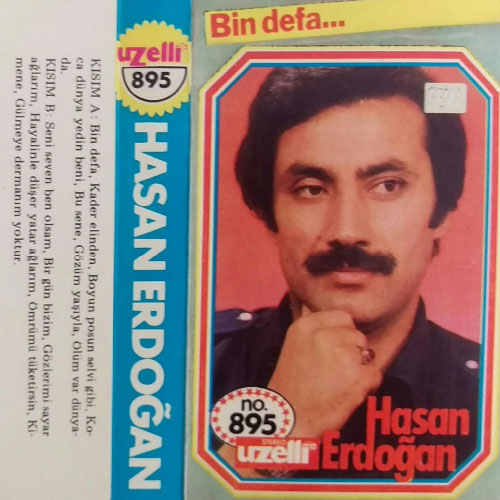 KISIM A: Bin defa, Kader elinden, Boyun posun selvi gibi, Ko-
ca dünya yedin beni, Bu sene, Gözüm yaşıyla, Ölüm var dünya-
da.
KISIM B: Seni seven ben olsam, Bir gün bizim, Gözlerimi sayar
ağlarım, Hayalinle düşer yatar ağlarım, Ömrümü tüketirsin, Ki-
mene, Gülmeye dermanım yoktur.
uzelli
895
HASAN ERDOĞAN
Bin defa...
no.
895
STEREO
uzelli
Hasan
Erdoğan